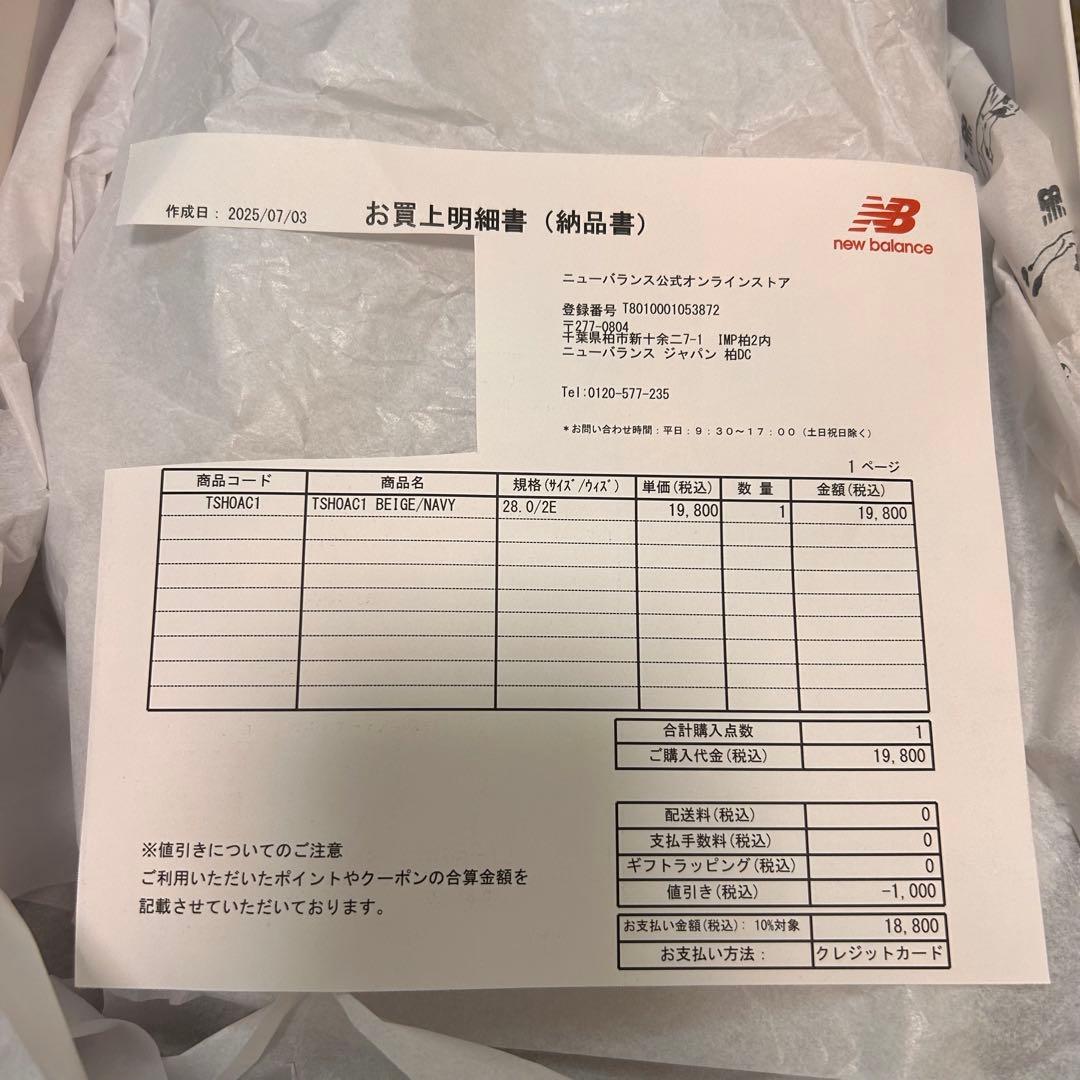 作成日: 2025/07/03
お買上明細書(納品書)
NB
new balance
ニューバランス公式オンラインストア
登録番号 T8010001053872
〒277-0804
千葉県柏市新十余二7-1 IMP柏2内
ニューバランス ジャパン 柏DC
Tel:0120-577-235
*お問い合わせ時間:平日:9:30~17:00(土日祝日除く)
1 ページ
商品コード 商品名 規格(サイズ/ウィズ) 単価(税込) 数量 金額(税込)
TSHOAC1 TSHOAC1 BEIGE/NAVY 28.0/2E 19,800 1 19,800
合計購入点数 1
ご購入代金(税込) 19,800
配送料(税込) 0
支払手数料(税込) 0
ギフトラッピング(税込) 0
値引き(税込) -1,000
お支払い金額(税込): 10%対象 18,800
お支払い方法: クレジットカード
※値引きについてのご注意
ご利用いただいたポイントやクーポンの合算金額を
記載させていただいております。